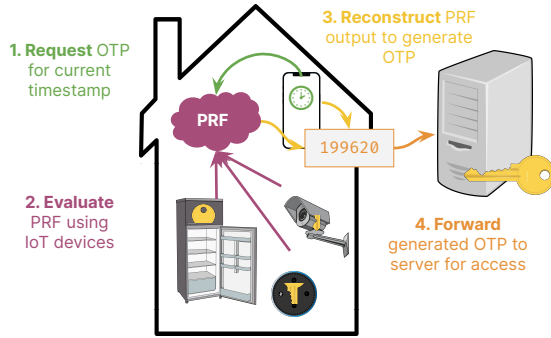 1. Request OTP
for current
timestamp
3. Reconstruct PRF
output to generate
OTP
PRF
199620
2. Evaluate
PRF using
IoT devices
4. Forward
generated OTP to
server for access